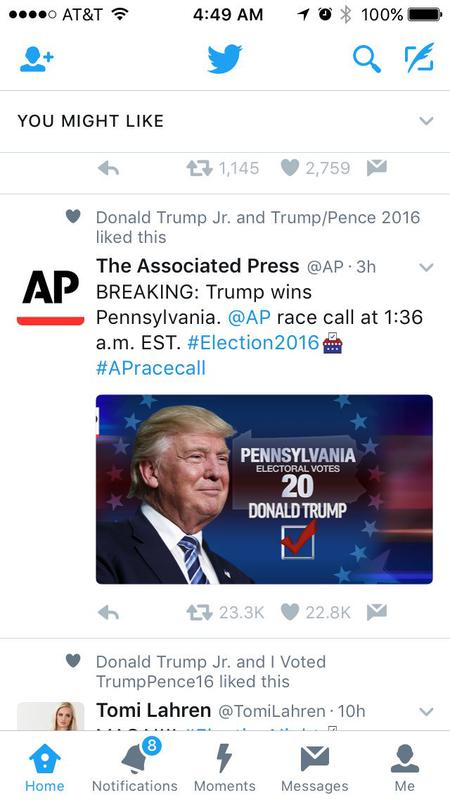 AT&T 4:49 AM 100%
YOU MIGHT LIKE
1,145 2,759
Donald Trump Jr. and Trump/Pence 2016
liked this
AP
The Associated Press @AP · 3h
BREAKING: Trump wins
Pennsylvania. @AP race call at 1:36
a.m. EST. #Election2016
#APracecall
PENNSYLVANIA
ELECTORAL VOTES
20
DONALD TRUMP
23.3K 22.8K
Donald Trump Jr. and I Voted
TrumpPence16 liked this
Tomi Lahren @TomiLahren · 10h
8
Home Notifications Moments Messages Me